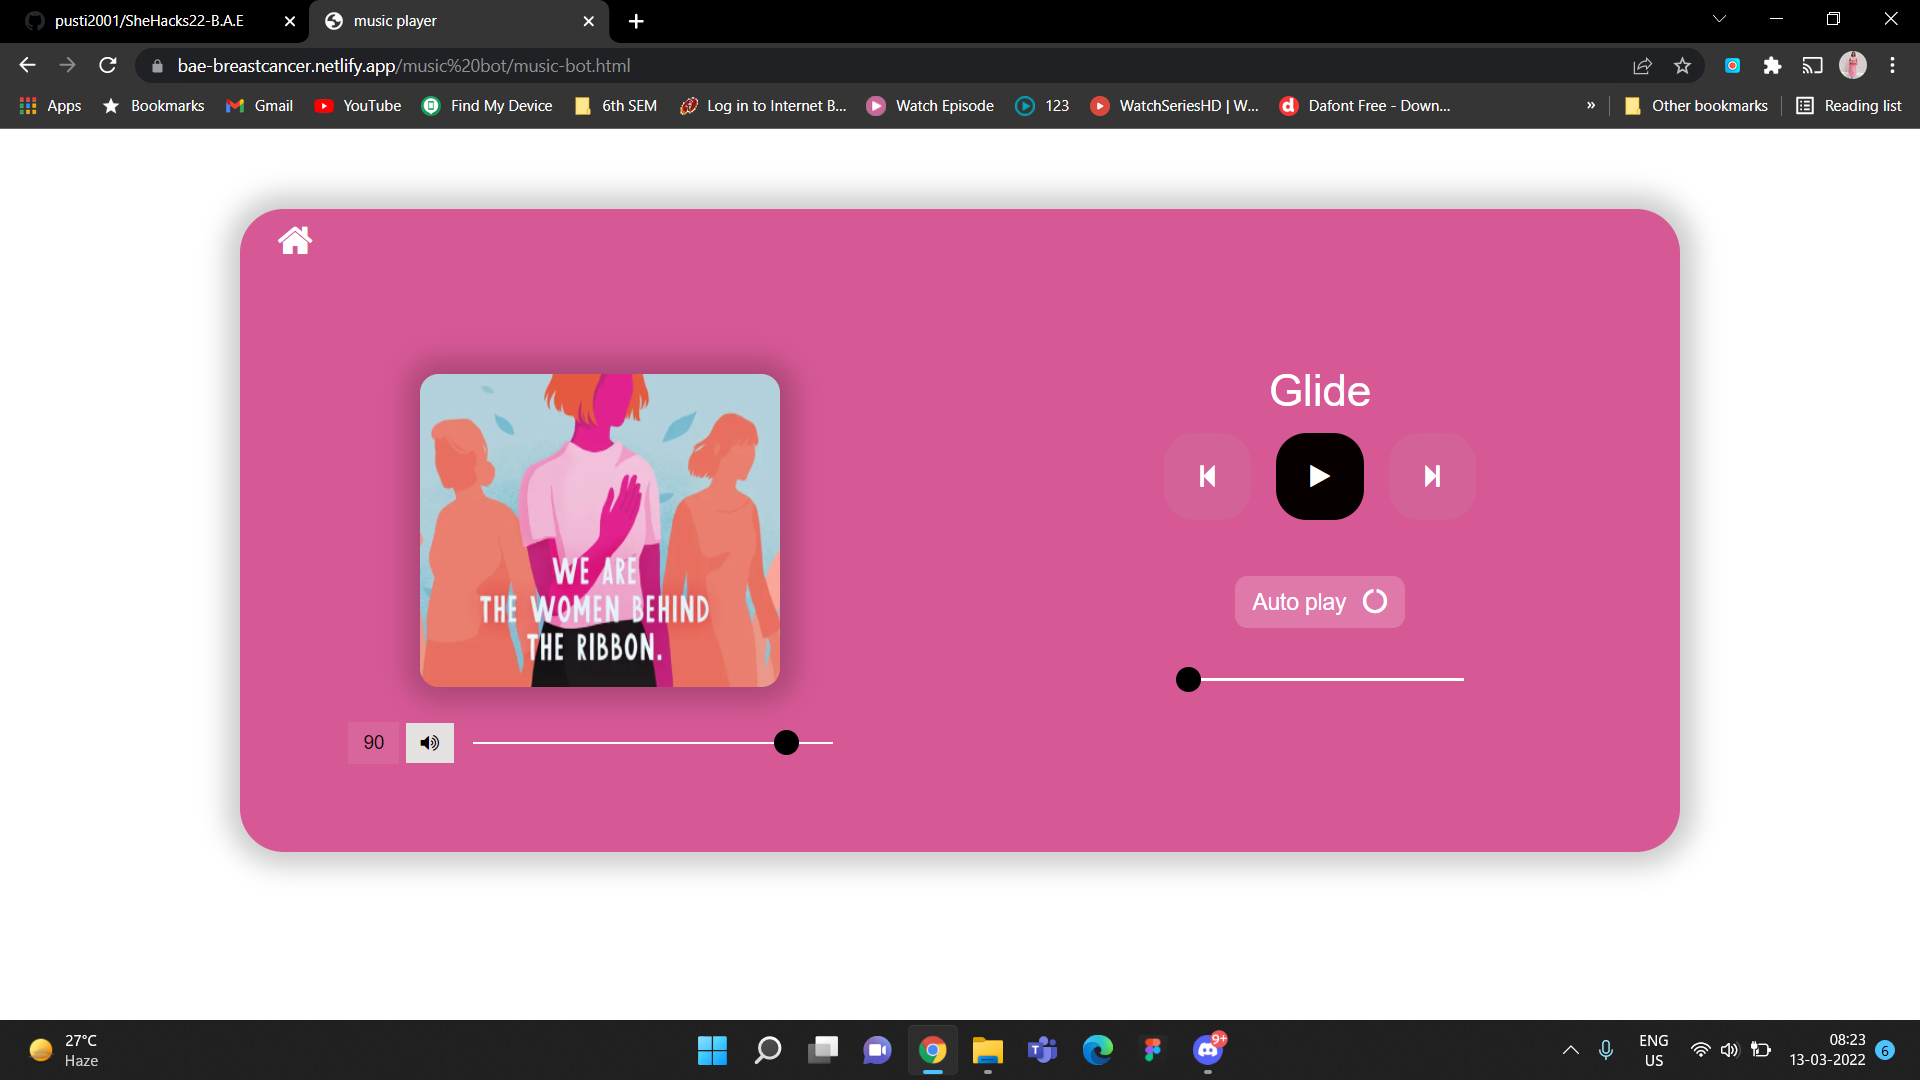 pusti2001/SheHacks22-B.A.E
music player
bae-breastcancer.netlify.app/music%20bot/music-bot.html
Apps
Bookmarks
Gmail
YouTube
Find My Device
6th SEM
Log in to Internet B...
Watch Episode
123
WatchSeriesHD | W...
Dafont Free - Down...
»
Other bookmarks
Reading list
WE ARE
THE WOMEN BEHIND
THE RIBBON.
90
Glide
Auto play
27°C
Haze
9+
ENG
US
08:23
13-03-2022
6